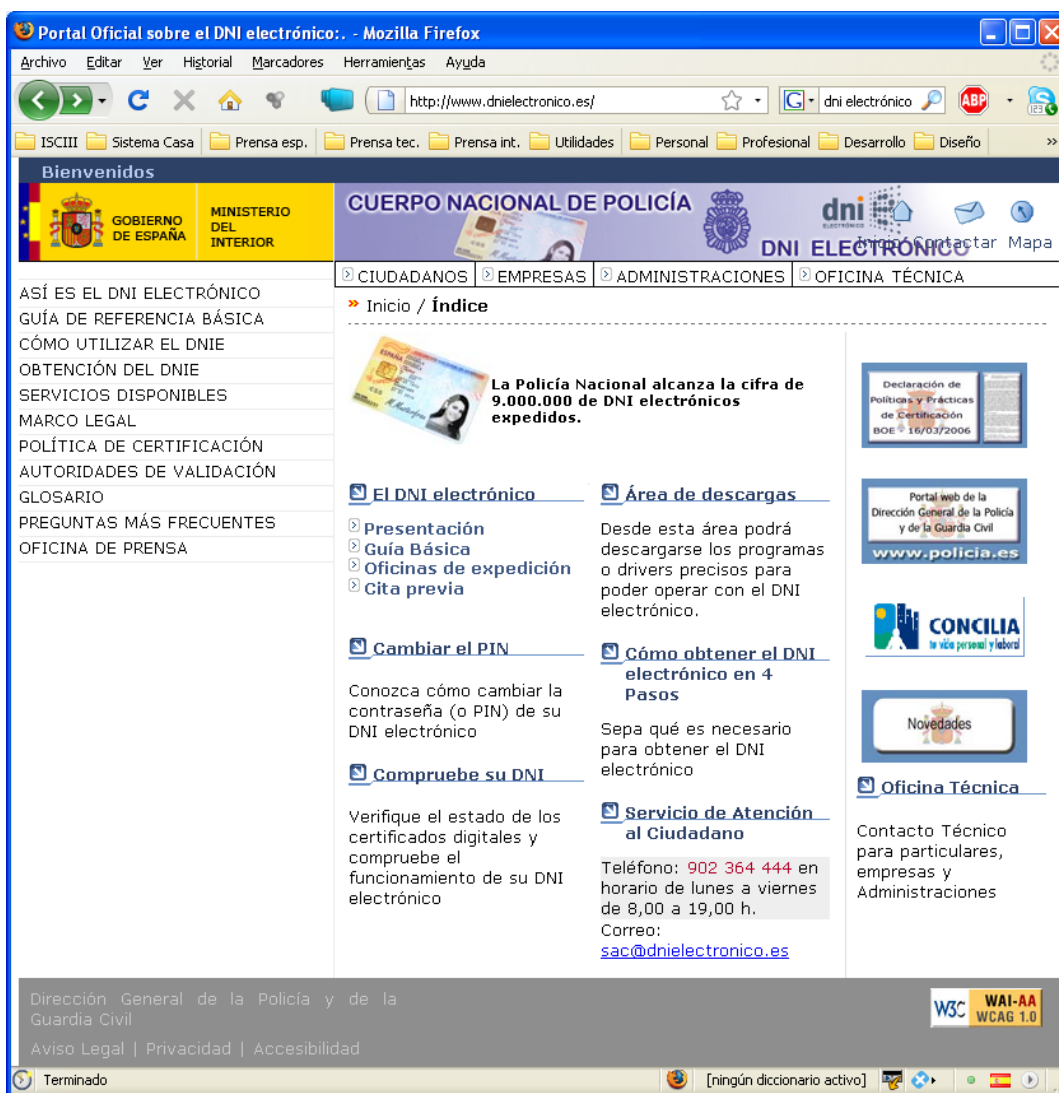 Portal Oficial sobre el DNI electrónico:. - Mozilla Firefox
Archivo Editar Ver Historial Marcadores Herramientas Ayuda
http://www.dnielectronico.es/
G dni electrónico
ABP
123
ISCIII Sistema Casa Prensa esp. Prensa tec. Prensa int. Utilidades Personal Profesional Desarrollo Diseño »
Bienvenidos
GOBIERNO
DE ESPAÑA
MINISTERIO
DEL
INTERIOR
CUERPO NACIONAL DE POLICÍA
dni
ELECTRÓNICO
DNI ELECTRÓNICO
Inicio Contactar Mapa
CIUDADANOS EMPRESAS ADMINISTRACIONES OFICINA TÉCNICA
ASÍ ES EL DNI ELECTRÓNICO
GUÍA DE REFERENCIA BÁSICA
CÓMO UTILIZAR EL DNIE
OBTENCIÓN DEL DNIE
SERVICIOS DISPONIBLES
MARCO LEGAL
POLÍTICA DE CERTIFICACIÓN
AUTORIDADES DE VALIDACIÓN
GLOSARIO
PREGUNTAS MÁS FRECUENTES
OFICINA DE PRENSA
» Inicio / Índice
ESPAÑA
La Policía Nacional alcanza la cifra de
9.000.000 de DNI electrónicos
expedidos.
El DNI electrónico
Presentación
Guía Básica
Oficinas de expedición
Cita previa
Cambiar el PIN
Conozca cómo cambiar la
contraseña (o PIN) de su
DNI electrónico
Compruebe su DNI
Verifique el estado de los
certificados digitales y
compruebe el
funcionamiento de su DNI
electrónico
Área de descargas
Desde esta área podrá
descargarse los programas
o drivers precisos para
poder operar con el DNI
electrónico.
Cómo obtener el DNI
electrónico en 4
Pasos
Sepa qué es necesario
para obtener el DNI
electrónico
Servicio de Atención
al Ciudadano
Teléfono: 902 364 444 en
horario de lunes a viernes
de 8,00 a 19,00 h.
Correo:
sac@dnielectronico.es
Declaración de
Políticas y Prácticas
de Certificación
BOE - 16/03/2006
Portal web de la
Dirección General de la Policía
y de la Guardia Civil
www.policia.es
CONCILIA
tu vida personal y laboral
Novedades
Oficina Técnica
Contacto Técnico
para particulares,
empresas y
Administraciones
Dirección General de la Policía y de la
Guardia Civil
Aviso Legal | Privacidad | Accesibilidad
W3C WAI-AA
WCAG 1.0
Terminado
[ningún diccionario activo]